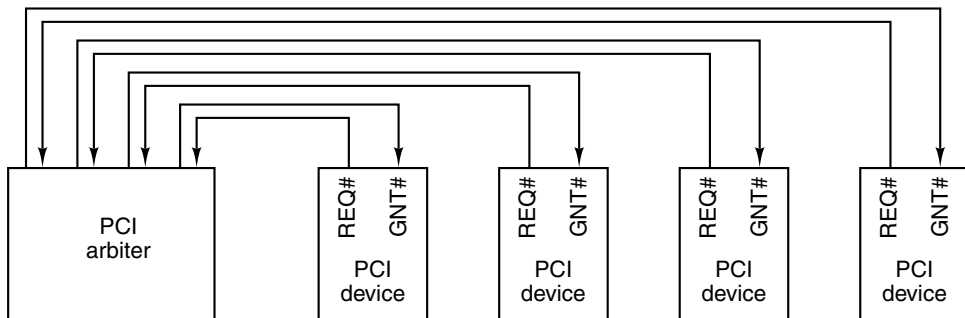 PCI
arbiter
REQ#
GNT#
PCI
device
REQ#
GNT#
PCI
device
REQ#
GNT#
PCI
device
REQ#
GNT#
PCI
device